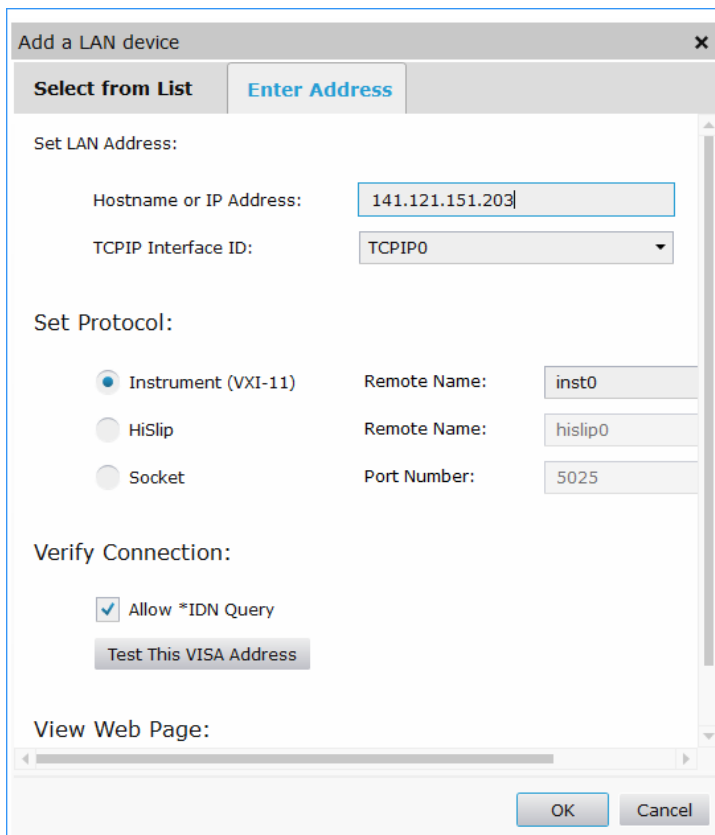 Add a LAN device
Select from List Enter Address
Set LAN Address:
Hostname or IP Address: 141.121.151.203
TCPIP Interface ID: TCPIP0
Set Protocol:
Instrument (VXI-11) Remote Name: inst0
HiSlip Remote Name: hislip0
Socket Port Number: 5025
Verify Connection:
Allow *IDN Query
Test This VISA Address
View Web Page:
OK Cancel